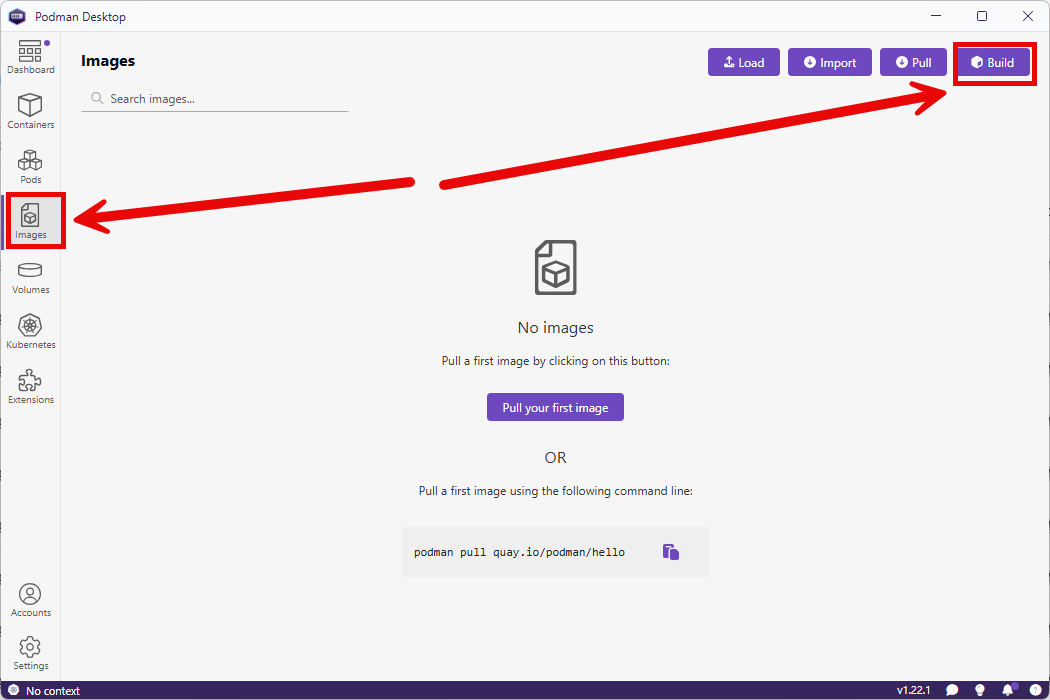 Podman Desktop
Dashboard
Containers
Pods
Images
Volumes
Kubernetes
Extensions
Accounts
Settings
Images
Load
Import
Pull
Build
Search images...
No images
Pull a first image by clicking on this button:
Pull your first image
OR
Pull a first image using the following command line:
podman pull quay.io/podman/hello
No context
v1.22.1